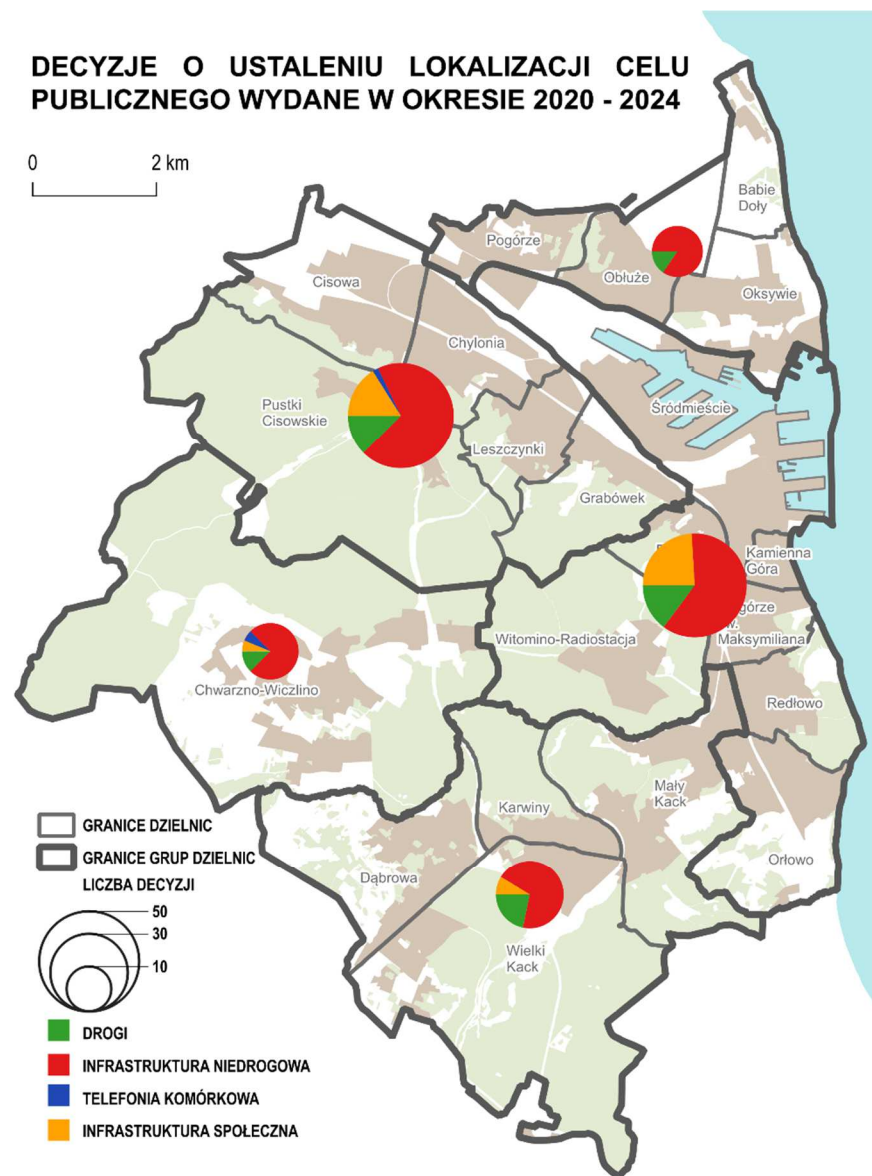 DECYZJE O USTALENIU LOKALIZACJI CELU
PUBLICZNEGO WYDANE W OKRESIE 2020 - 2024
0 2 km
Babie
Doły
Pogórze
Obłuże
Oksywie
Cisowa
Chylonia
Śródmieście
Pustki
Cisowskie
Leszczynki
Grabówek
Kamienna
Góra
Witomino-Radiostacja
Maksymiliana
Chwarzno-Wiczlino
Redłowo
Mały
Kack
Karwiny
Orłowo
Dąbrowa
Wielki
Kack
GRANICE DZIELNIC
GRANICE GRUP DZIELNIC
LICZBA DECYZJI
50
30
10
DROGI
INFRASTRUKTURA NIEDROGOWA
TELEFONIA KOMÓRKOWA
INFRASTRUKTURA SPOŁECZNA